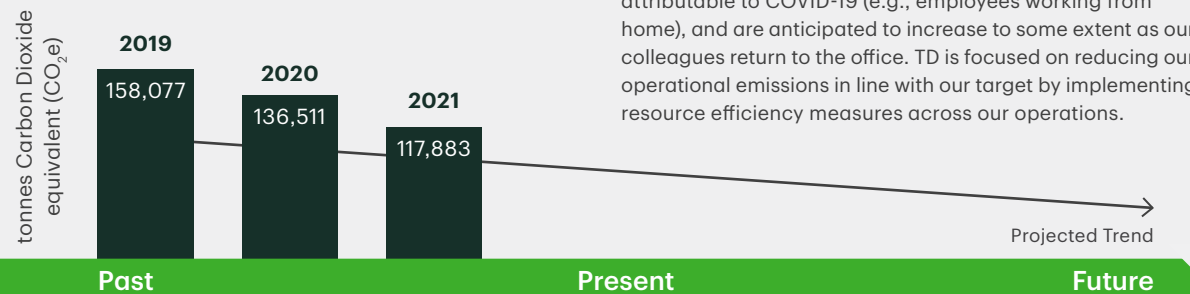 tonnes Carbon Dioxide
equivalent (CO₂e)
2019
158,077
2020
136,511
2021
117,883
attributable to COVID-19 (e.g., employees working from
home), and are anticipated to increase to some extent as our
colleagues return to the office. TD is focused on reducing our
operational emissions in line with our target by implementing
resource efficiency measures across our operations.
Projected Trend
Past
Present
Future